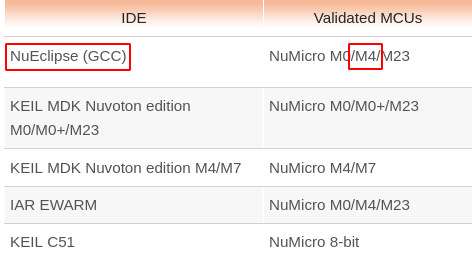 IDE Validated MCUs
NuEclipse (GCC) NuMicro M0/M4/M23
KEIL MDK Nuvoton edition NuMicro M0/M0+/M23
M0/M0+/M23
KEIL MDK Nuvoton edition M4/M7 NuMicro M4/M7
IAR EWARM NuMicro M0/M4/M23
KEIL C51 NuMicro 8-bit